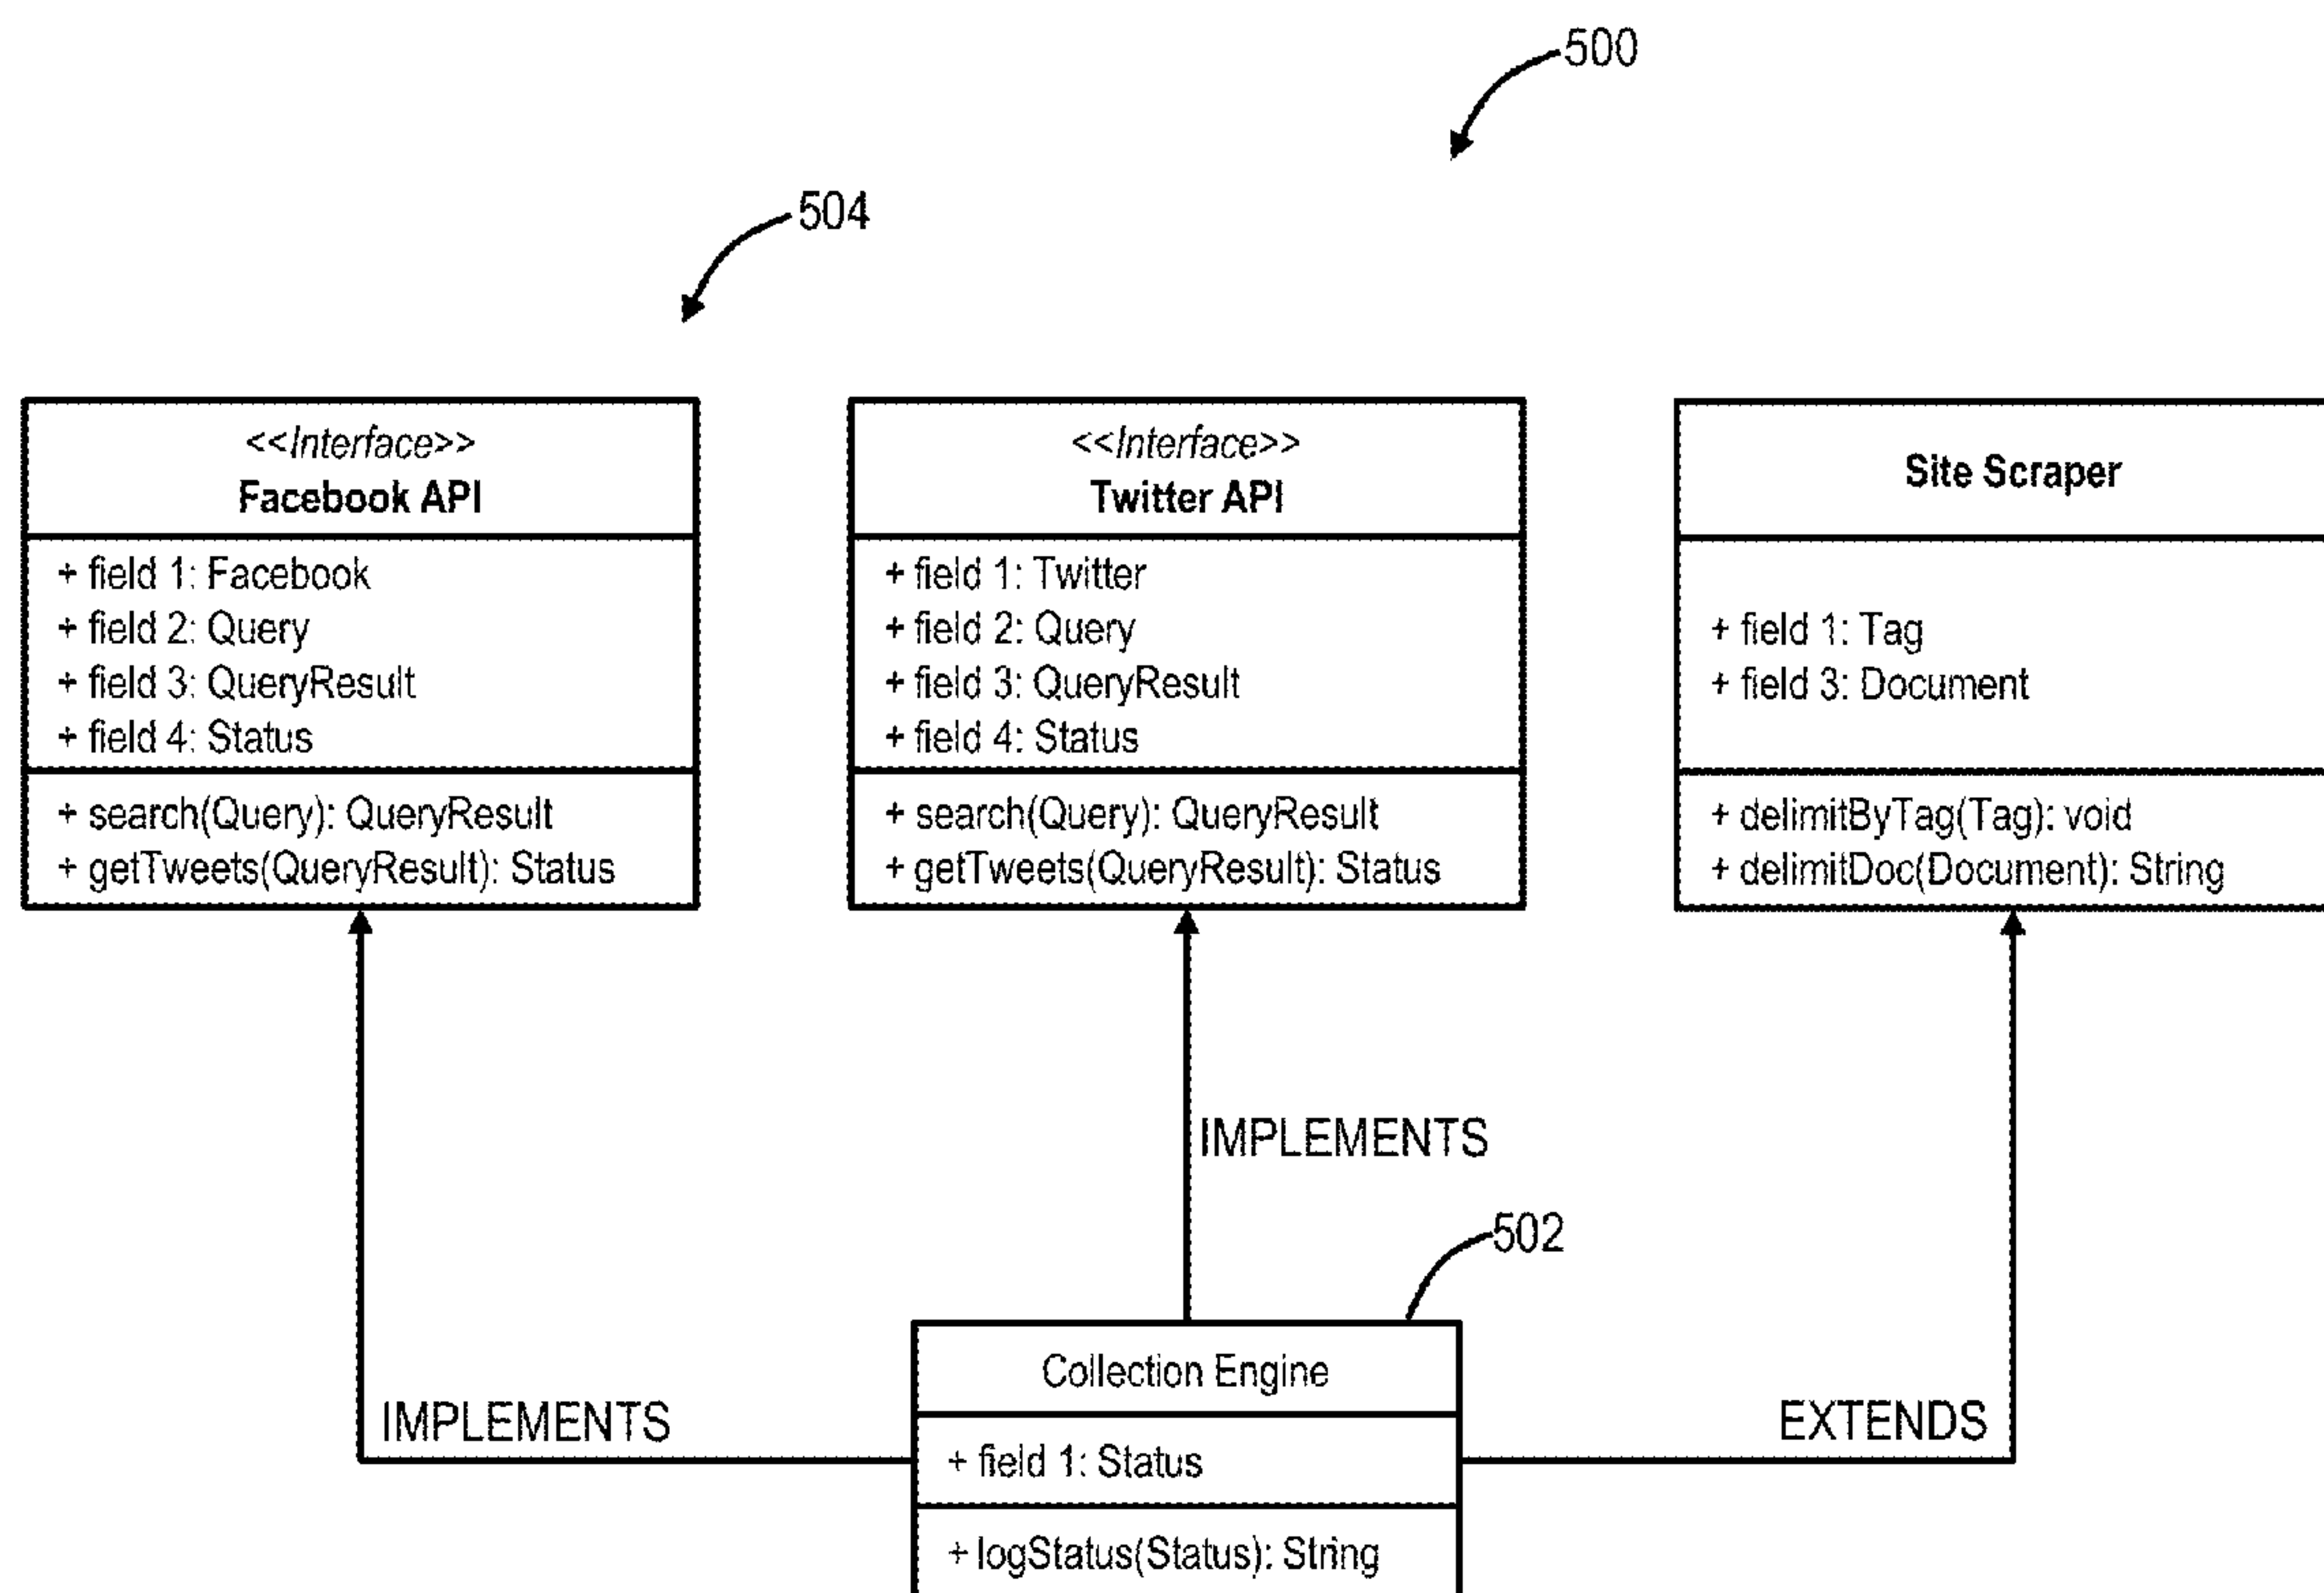 500
504
<<Interface>>
Facebook API
+ field 1: Facebook
+ field 2: Query
+ field 3: QueryResult
+ field 4: Status
+ search(Query): QueryResult
+ getTweets(QueryResult): Status
<<Interface>>
Twitter API
+ field 1: Twitter
+ field 2: Query
+ field 3: QueryResult
+ field 4: Status
+ search(Query): QueryResult
+ getTweets(QueryResult): Status
Site Scraper
+ field 1: Tag
+ field 3: Document
+ delimitByTag(Tag): void
+ delimitDoc(Document): String
IMPLEMENTS
502
IMPLEMENTS
EXTENDS
Collection Engine
+ field 1: Status
+ logStatus(Status): String